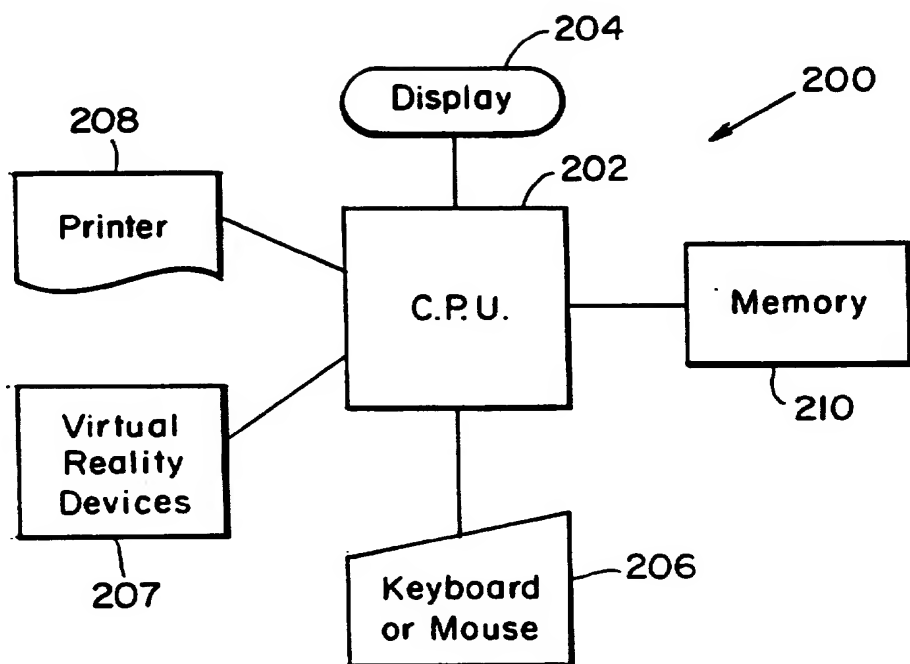 204
Display
200
208
202
Printer
C.P.U.
Memory
210
Virtual
Reality
Devices
207
206
Keyboard
or Mouse